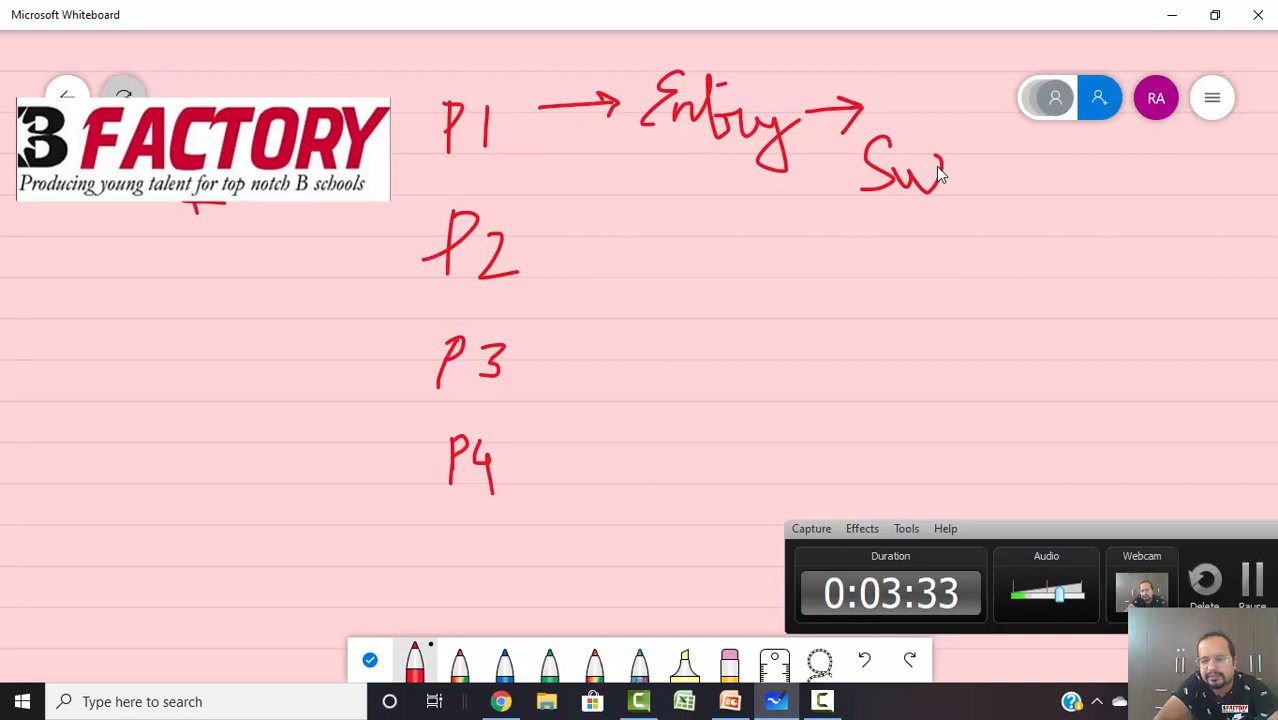 Microsoft Whiteboard
B FACTORY
Producing young talent for top notch B schools
P1 → Entry →
Sw
RA
P2
P3
P4
Capture Effects Tools Help
Duration Audio Webcam
0:03:33
Delete Pause
Type here to search
B FACTORY